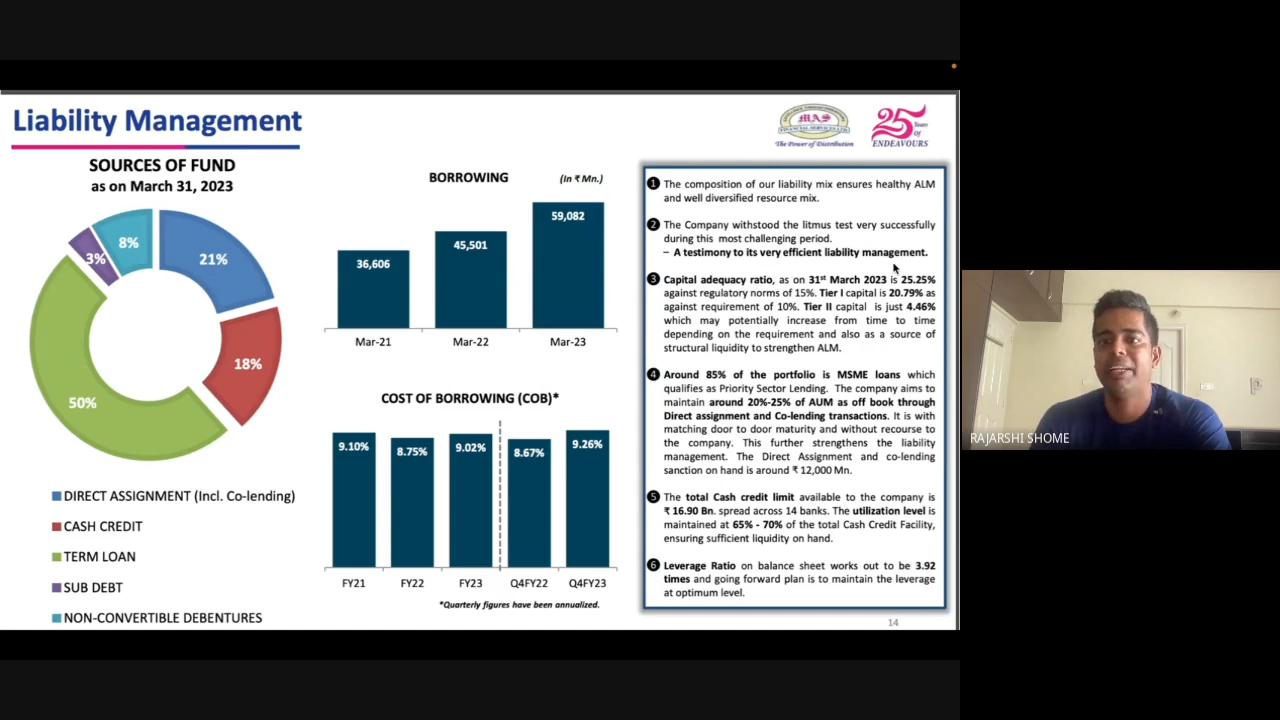 Liability Management
MAS
FINANCIAL SERVICES LTD
The Power of Distribution
25 Years
of
ENDEAVOURS
SOURCES OF FUND
as on March 31, 2023
21%
18%
50%
3%
8%
DIRECT ASSIGNMENT (Incl. Co-lending)
CASH CREDIT
TERM LOAN
SUB DEBT
NON-CONVERTIBLE DEBENTURES
BORROWING
(In ₹ Mn.)
36,606
45,501
59,082
Mar-21
Mar-22
Mar-23
COST OF BORROWING (COB)*
9.10%
8.75%
9.02%
8.67%
9.26%
FY21
FY22
FY23
Q4FY22
Q4FY23
*Quarterly figures have been annualized.
1 The composition of our liability mix ensures healthy ALM
and well diversified resource mix.
2 The Company withstood the litmus test very successfully
during this most challenging period.
– A testimony to its very efficient liability management.
3 Capital adequacy ratio, as on 31st March 2023 is 25.25%
against regulatory norms of 15%. Tier I capital is 20.79% as
against requirement of 10%. Tier II capital is just 4.46%
which may potentially increase from time to time
depending on the requirement and also as a source of
structural liquidity to strengthen ALM.
4 Around 85% of the portfolio is MSME loans which
qualifies as Priority Sector Lending. The company aims to
maintain around 20%-25% of AUM as off book through
Direct assignment and Co-lending transactions. It is with
matching door to door maturity and without recourse to
the company. This further strengthens the liability
management. The Direct Assignment and co-lending
sanction on hand is around ₹ 12,000 Mn.
5 The total Cash credit limit available to the company is
₹ 16.90 Bn. spread across 14 banks. The utilization level is
maintained at 65% - 70% of the total Cash Credit Facility,
ensuring sufficient liquidity on hand.
6 Leverage Ratio on balance sheet works out to be 3.92
times and going forward plan is to maintain the leverage
at optimum level.
14
RAJARSHI SHOME